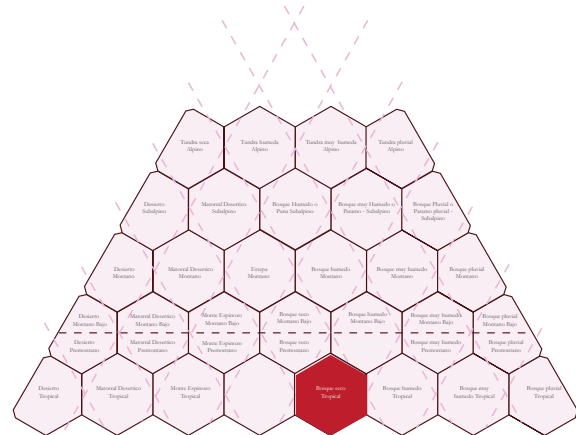 Tundra seca Tundra humeda Tundra muy humeda Tundra pluvial
Alpino Alpino Alpino Alpino
Desierto Matorral Desertico Bosque Humedo o Bosque muy Humedo o Bosque Pluvial o
Subalpino Subalpino Puna Subalpino Paramo - Subalpino Paramo pluvial -
Subalpino
Desierto Matorral Desertico Estepa Bosque humedo Bosque muy humedo Bosque pluvial
Montano Montano Montano Montano Montano Montano
Desierto Matorral Desertico Monte Espinozo Bosque seco Bosque humedo Bosque muy humedo Bosque pluvial
Montano Bajo Montano Bajo Montano Bajo Montano Bajo Montano Bajo Montano Bajo Montano Bajo
Desierto Matorral Desertico Monte Espinozo Bosque seco Bosque muy humedo Bosque pluvial
Premontano Premontano Premontano Premontano Premontano Premontano
Desierto Matorral Desertico Monte Espinozo Bosque seco Bosque humedo Bosque muy Bosque pluvial
Tropical Tropical Tropical Tropical Tropical humedo Tropical Tropical